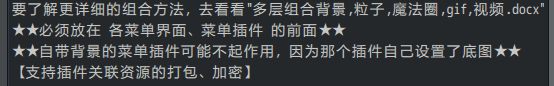 要了解更详细的组合方法，去看看"多层组合背景,粒子,魔法圈,gif,视频.docx"
★★必须放在 各菜单界面、菜单插件 的前面★★
★★自带背景的菜单插件可能不起作用，因为那个插件自己设置了底图★★
【支持插件关联资源的打包、加密】